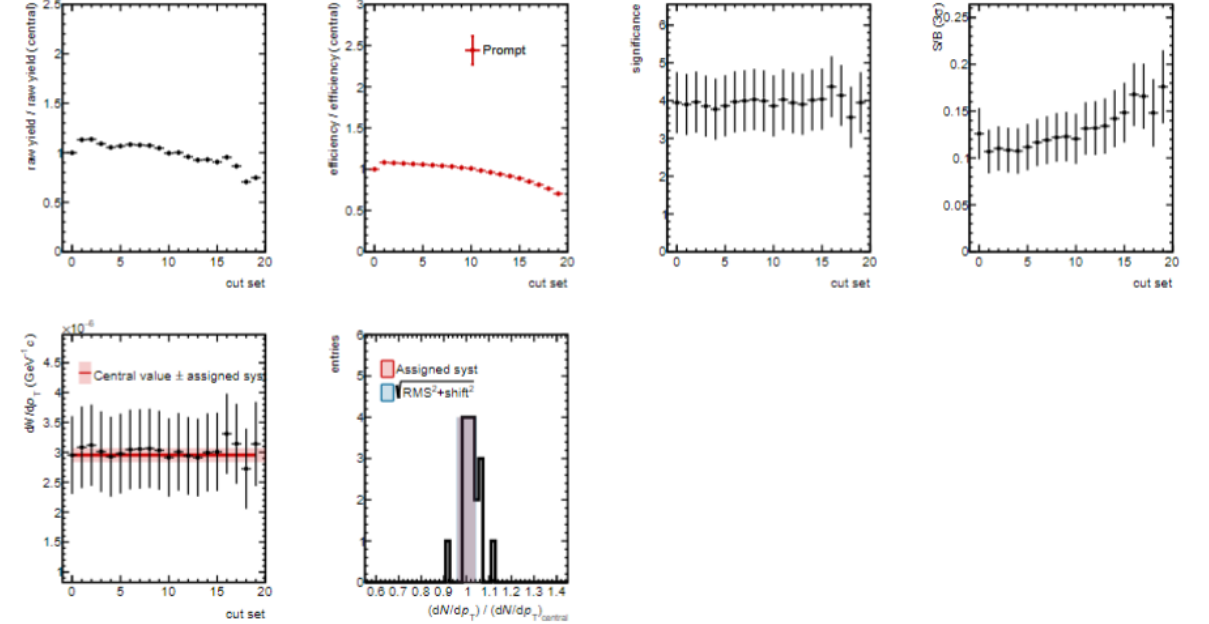 raw yield / raw yield (central)
2.5
2
1.5
1
0.5
0
0 5 10 15 20
cut set
efficiency / efficiency (central)
3
2.5
2
1.5
1
0.5
0
Prompt
0 5 10 15 20
cut set
significance
6
5
4
3
2
1
0
0 5 10 15 20
cut set
S/B (3σ)
0.25
0.2
0.15
0.1
0.05
0
0 5 10 15 20
cut set
×10⁻⁶
dN/dp_T (GeV⁻¹ c)
4.5
4
3.5
3
2.5
2
1.5
1
Central value ± assigned sys
0 5 10 15 20
cut set
entries
6
5
4
3
2
1
0
Assigned syst
√RMS²+shift²
0.6 0.7 0.8 0.9 1 1.1 1.2 1.3 1.4
(dN/dp_T) / (dN/dp_T)_central